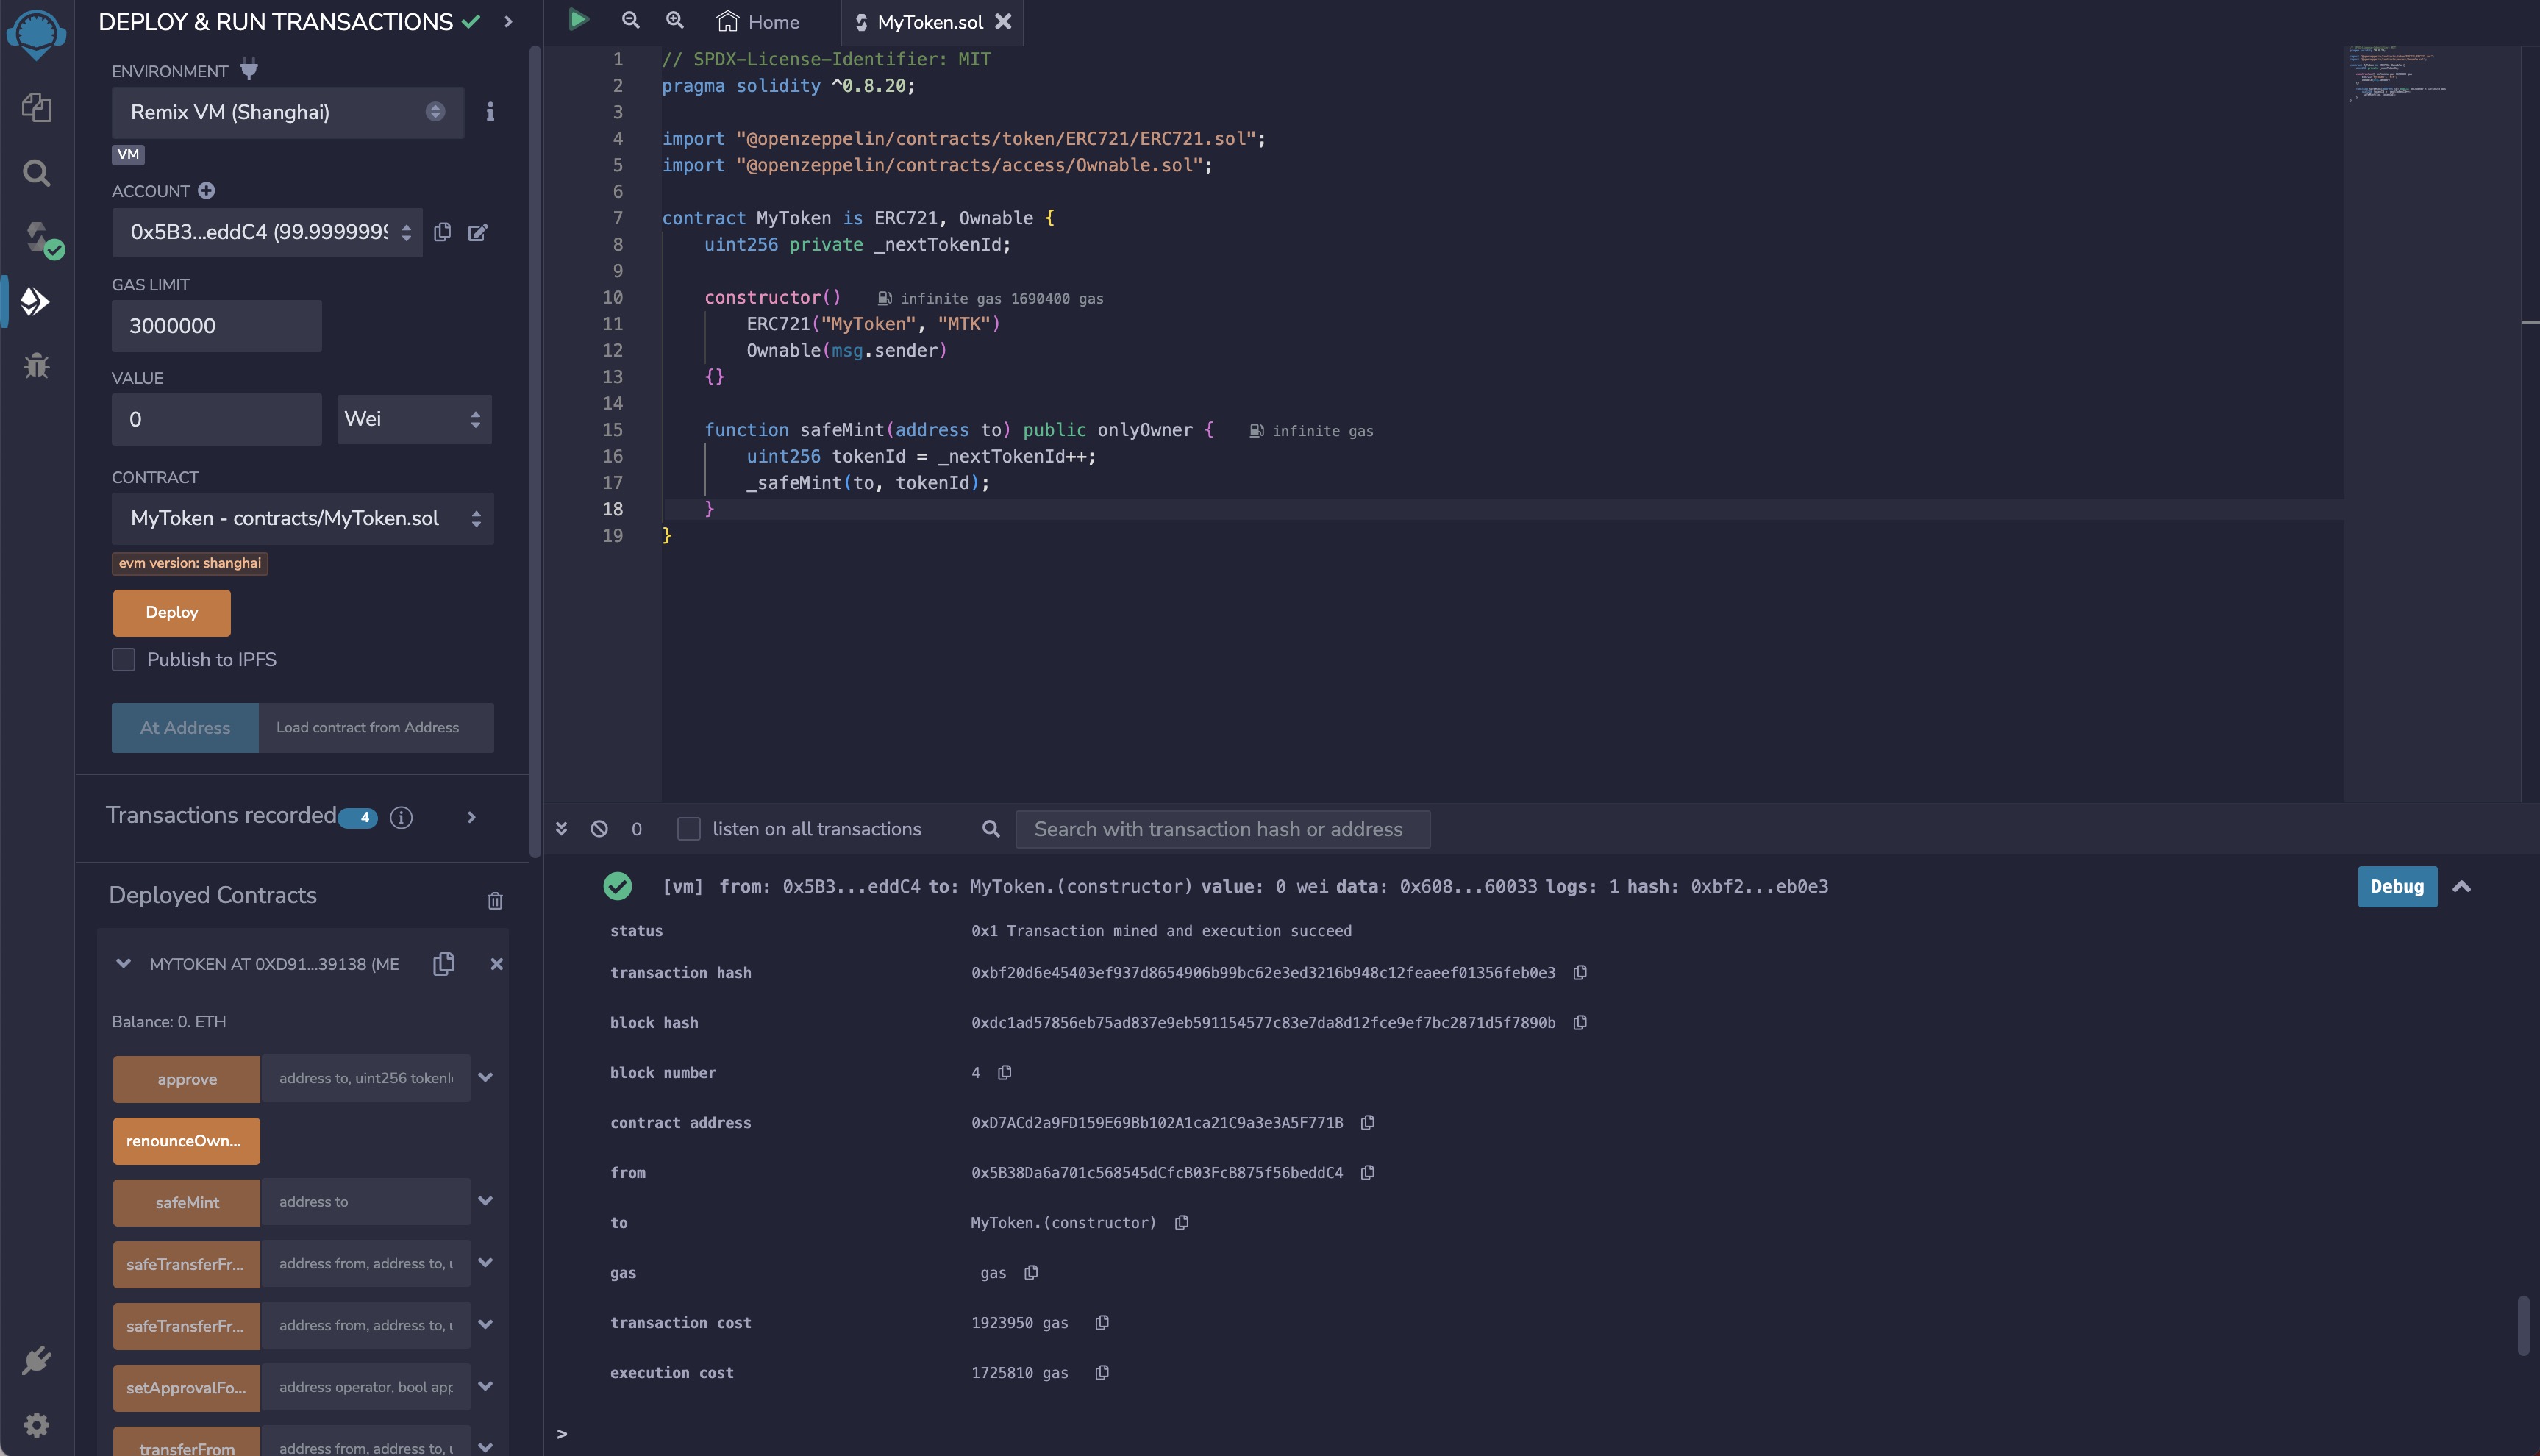 DEPLOY & RUN TRANSACTIONS
ENVIRONMENT
Remix VM (Shanghai)
VM
ACCOUNT
0x5B3...eddC4 (99.9999999
GAS LIMIT
3000000
VALUE
0
Wei
CONTRACT
MyToken - contracts/MyToken.sol
evm version: shanghai
Deploy
Publish to IPFS
At Address
Load contract from Address
Transactions recorded 4
Deployed Contracts
MYTOKEN AT 0XD91...39138 (ME
Balance: 0. ETH
approve
address to, uint256 tokenI
renounceOwn...
safeMint
address to
safeTransferFr...
address from, address to, u
safeTransferFr...
address from, address to, u
setApprovalFo...
address operator, bool app
transferFrom
address from, address to, u
Home
MyToken.sol
1 // SPDX-License-Identifier: MIT
2 pragma solidity ^0.8.20;
3
4 import "@openzeppelin/contracts/token/ERC721/ERC721.sol";
5 import "@openzeppelin/contracts/access/Ownable.sol";
6
7 contract MyToken is ERC721, Ownable {
8 uint256 private _nextTokenId;
9
10 constructor() infinite gas 1690400 gas
11 ERC721("MyToken", "MTK")
12 Ownable(msg.sender)
13 {}
14
15 function safeMint(address to) public onlyOwner { infinite gas
16 uint256 tokenId = _nextTokenId++;
17 _safeMint(to, tokenId);
18 }
19 }
0
listen on all transactions
Search with transaction hash or address
[vm] from: 0x5B3...eddC4 to: MyToken.(constructor) value: 0 wei data: 0x608...60033 logs: 1 hash: 0xbf2...eb0e3
Debug
status 0x1 Transaction mined and execution succeed
transaction hash 0xbf20d6e45403ef937d8654906b99bc62e3ed3216b948c12feaeef01356feb0e3
block hash 0xdc1ad57856eb75ad837e9eb591154577c83e7da8d12fce9ef7bc2871d5f7890b
block number 4
contract address 0xD7ACd2a9FD159E69Bb102A1ca21C9a3e3A5F771B
from 0x5B38Da6a701c568545dCfcB03FcB875f56beddC4
to MyToken.(constructor)
gas gas
transaction cost 1923950 gas
execution cost 1725810 gas
>